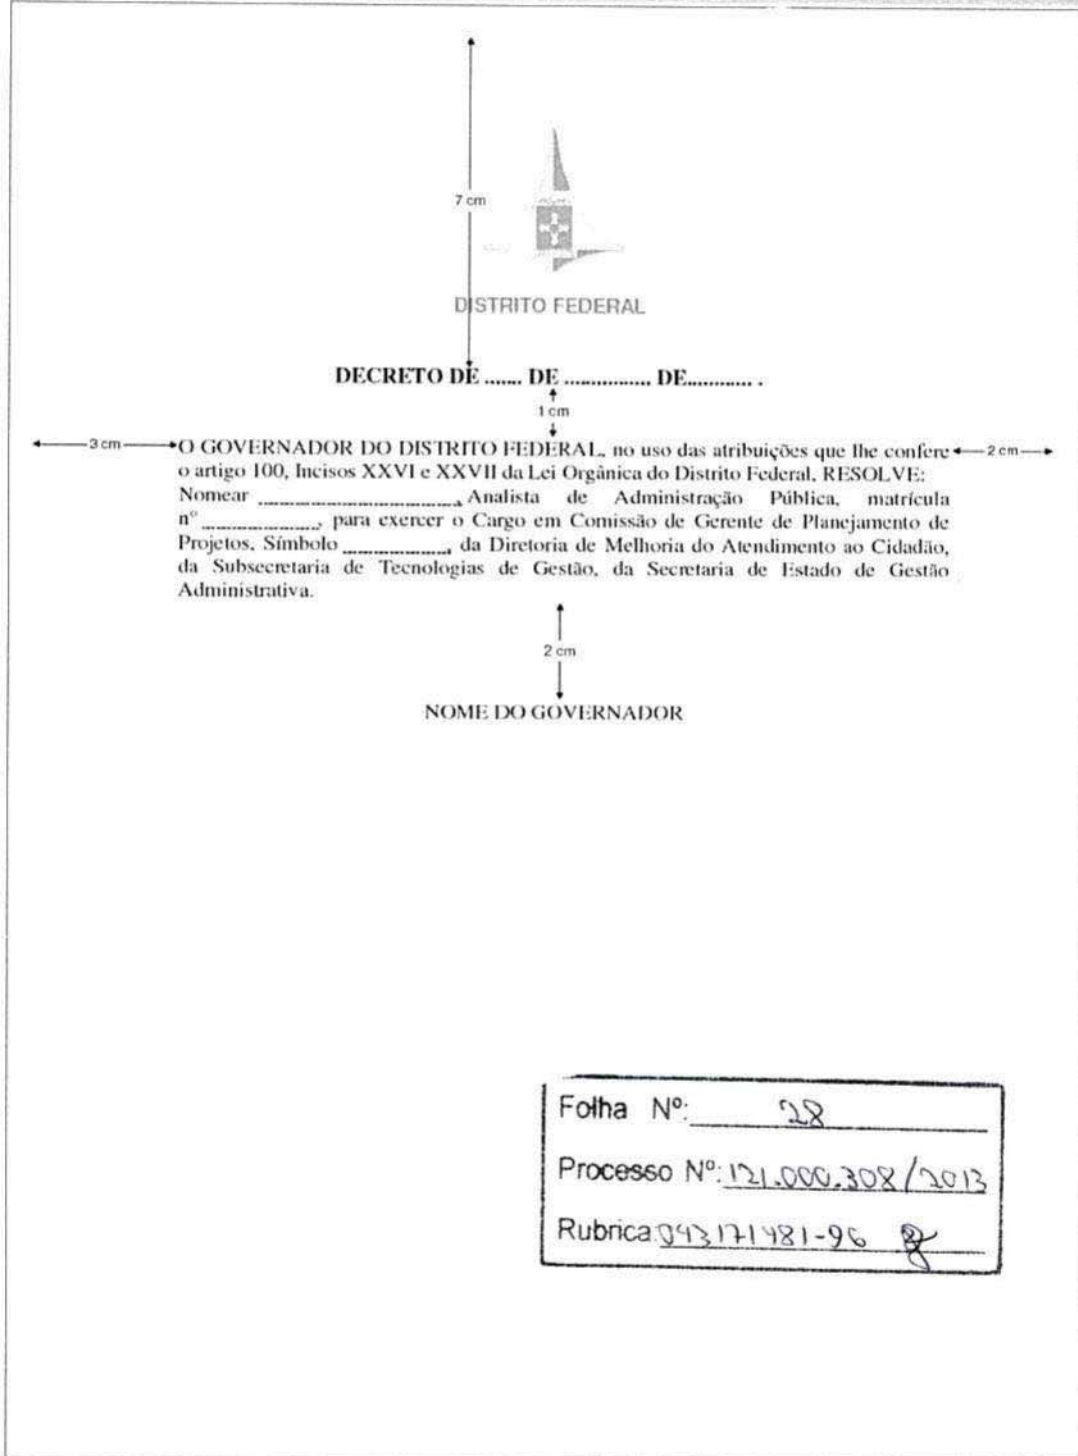 7 cm
DISTRITO FEDERAL
DECRETO DE ....... DE ................ DE............ .
1 cm
3 cm
O GOVERNADOR DO DISTRITO FEDERAL, no uso das atribuições que lhe confere
2 cm
o artigo 100, Incisos XXVI e XXVII da Lei Orgânica do Distrito Federal, RESOLVE:
Nomear ______________, Analista de Administração Pública, matrícula
nº ______________, para exercer o Cargo em Comissão de Gerente de Planejamento de
Projetos, Símbolo ______________, da Diretoria de Melhoria do Atendimento ao Cidadão,
da Subsecretaria de Tecnologias de Gestão, da Secretaria de Estado de Gestão
Administrativa.
2 cm
NOME DO GOVERNADOR
Folha Nº: 28
Processo Nº: 121.000.308/2013
Rubrica: 043171481-96